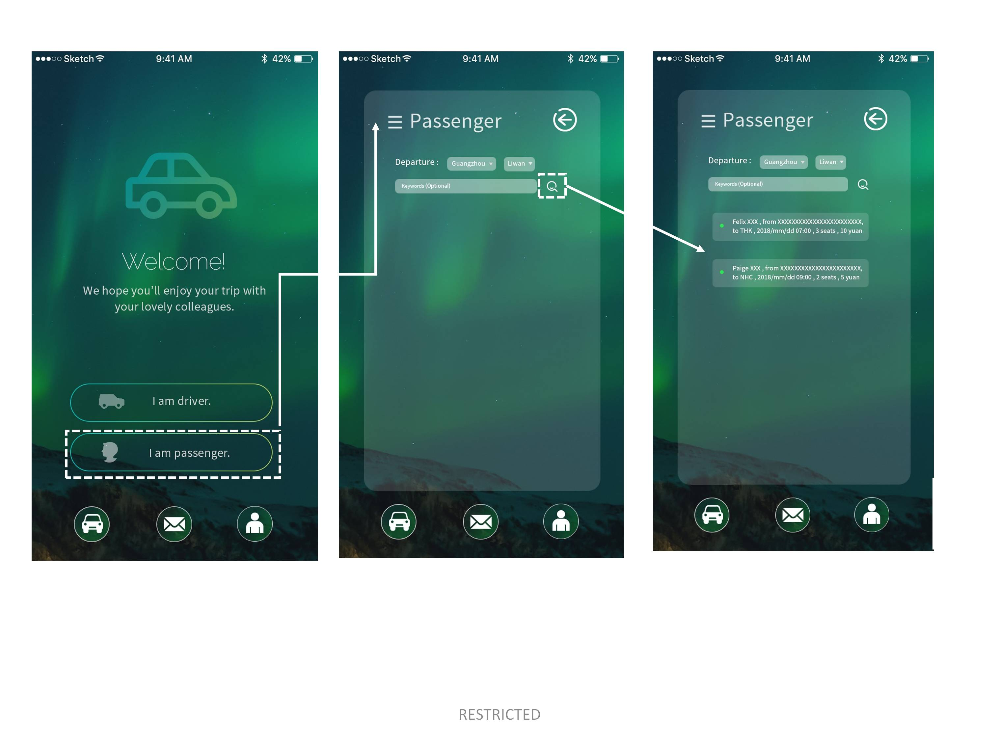 Sketch 9:41 AM 42%
Welcome!
We hope you’ll enjoy your trip with
your lovely colleagues.
I am driver.
I am passenger.
Sketch 9:41 AM 42%
Passenger
Departure : Guangzhou Liwan
Keywords (Optional)
Sketch 9:41 AM 42%
Passenger
Departure : Guangzhou Liwan
Keywords (Optional)
Felix XXX , from XXXXXXXXXXXXXXXXXXXXXXXX,
to THK , 2018/mm/dd 07:00 , 3 seats , 10 yuan
Paige XXX , from XXXXXXXXXXXXXXXXXXXXXXX,
to NHC , 2018/mm/dd 09:00 , 2 seats , 5 yuan
RESTRICTED